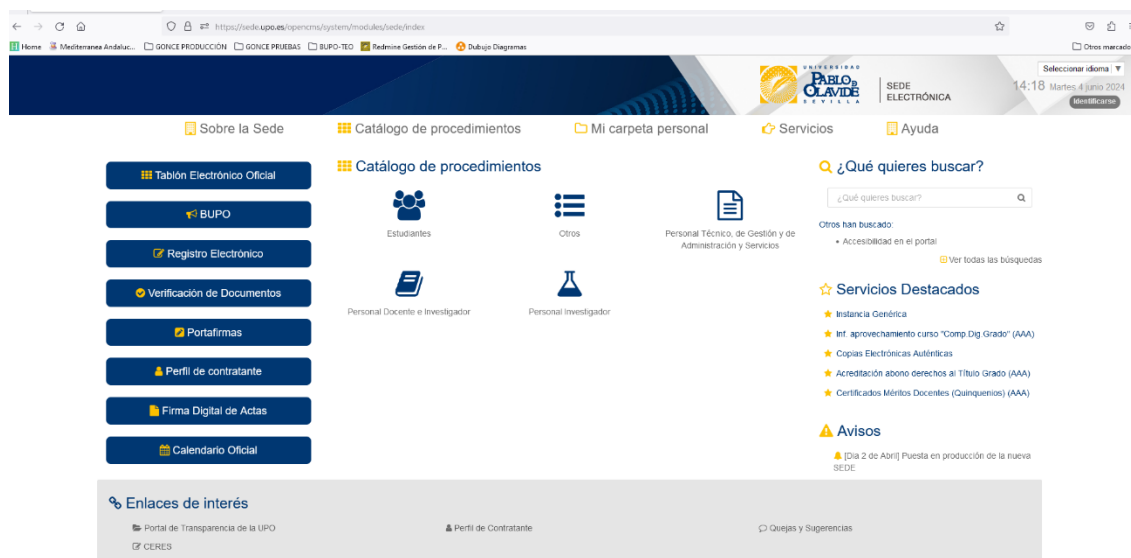 https://sede.upo.es/opencms/system/modules/sede/index
Home
Mediterranea Andaluc...
GONCE PRODUCCIÓN
GONCE PRUEBAS
BUPO-TEO
Redmine Gestión de P...
Dubujo Diagramas
Otros marcado
UNIVERSIDAD
PABLO DE
OLAVIDE
SEVILLA
SEDE
ELECTRÓNICA
Seleccionar idioma ▼
14:18 Martes 4 junio 2024
Identificarse
Sobre la Sede
Catálogo de procedimientos
Mi carpeta personal
Servicios
Ayuda
Tablón Electrónico Oficial
BUPO
Registro Electrónico
Verificación de Documentos
Portafirmas
Perfil de contratante
Firma Digital de Actas
Calendario Oficial
Catálogo de procedimientos
Estudiantes
Otros
Personal Técnico, de Gestión y de
Administración y Servicios
Personal Docente e Investigador
Personal Investigador
¿Qué quieres buscar?
¿Qué quieres buscar?
Otros han buscado:
• Accesibilidad en el portal
Ver todas las búsquedas
Servicios Destacados
Instancia Genérica
Inf. aprovechamiento curso "Comp.Dig.Grado" (AAA)
Copias Electrónicas Auténticas
Acreditación abono derechos al Título Grado (AAA)
Certificados Méritos Docentes (Quinquenios) (AAA)
Avisos
[Dia 2 de Abril] Puesta en producción de la nueva
SEDE
Enlaces de interés
Portal de Transparencia de la UPO
Perfil de Contratante
Quejas y Sugerencias
CERES